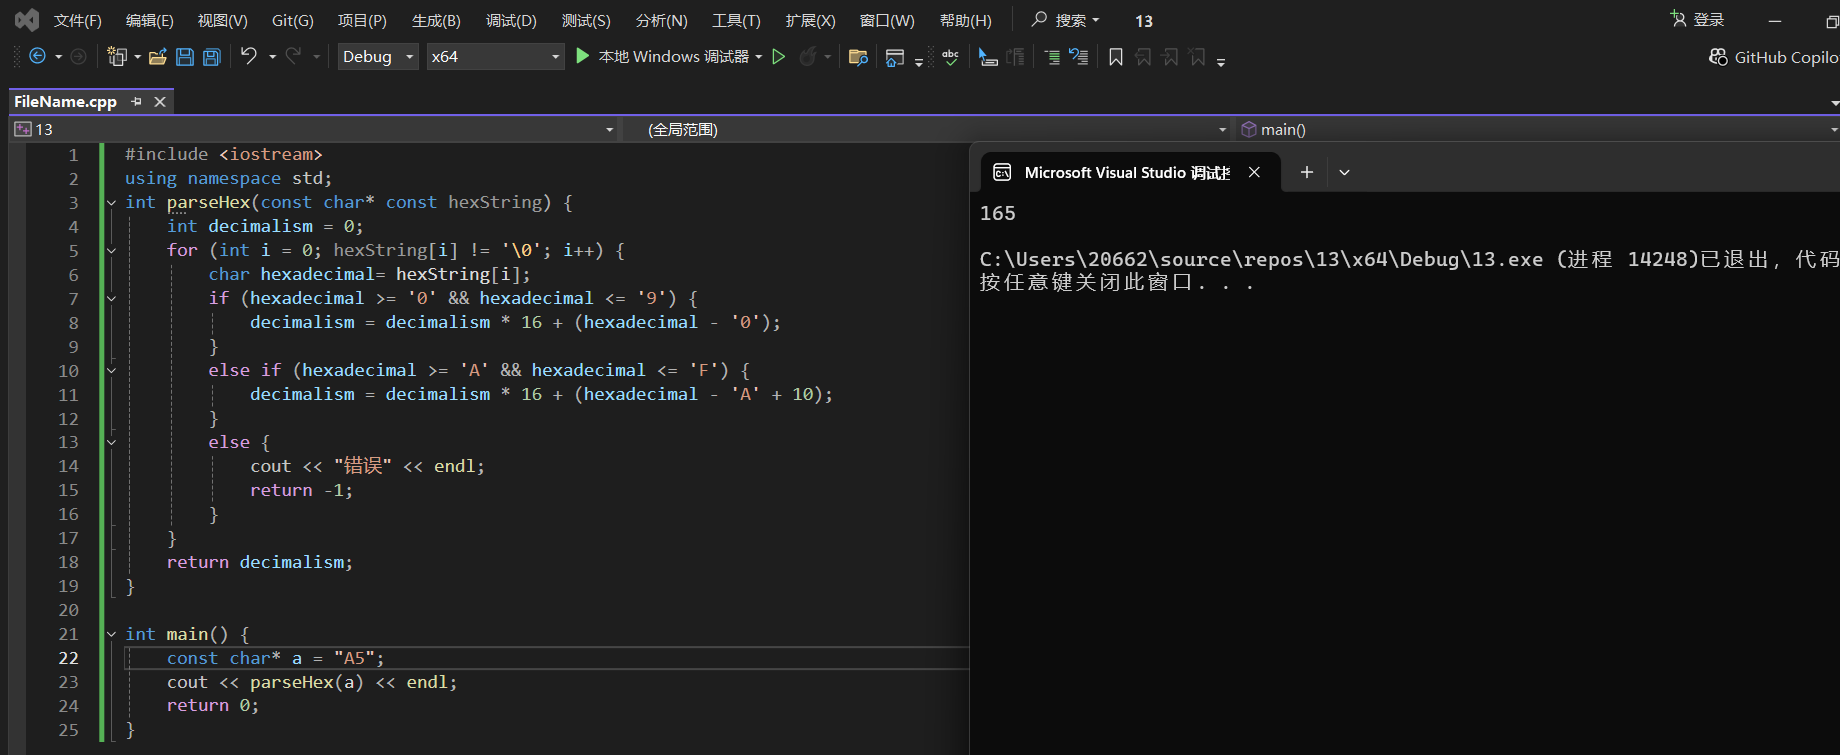 文件(F) 编辑(E) 视图(V) Git(G) 项目(P) 生成(B) 调试(D) 测试(S) 分析(N) 工具(T) 扩展(X) 窗口(W) 帮助(H) 搜索 13 登录
Debug x64 本地 Windows 调试器 abc GitHub Copilo
FileName.cpp
13 (全局范围) main()
1 #include <iostream>
2 using namespace std;
3 int parseHex(const char* const hexString) {
4 int decimalism = 0;
5 for (int i = 0; hexString[i] != '\0'; i++) {
6 char hexadecimal= hexString[i];
7 if (hexadecimal >= '0' && hexadecimal <= '9') {
8 decimalism = decimalism * 16 + (hexadecimal - '0');
9 }
10 else if (hexadecimal >= 'A' && hexadecimal <= 'F') {
11 decimalism = decimalism * 16 + (hexadecimal - 'A' + 10);
12 }
13 else {
14 cout << "错误" << endl;
15 return -1;
16 }
17 }
18 return decimalism;
19 }
20
21 int main() {
22 const char* a = "A5";
23 cout << parseHex(a) << endl;
24 return 0;
25 }
Microsoft Visual Studio 调试控
165
C:\Users\20662\source\repos\13\x64\Debug\13.exe (进程 14248)已退出，代码
按任意键关闭此窗口. . .